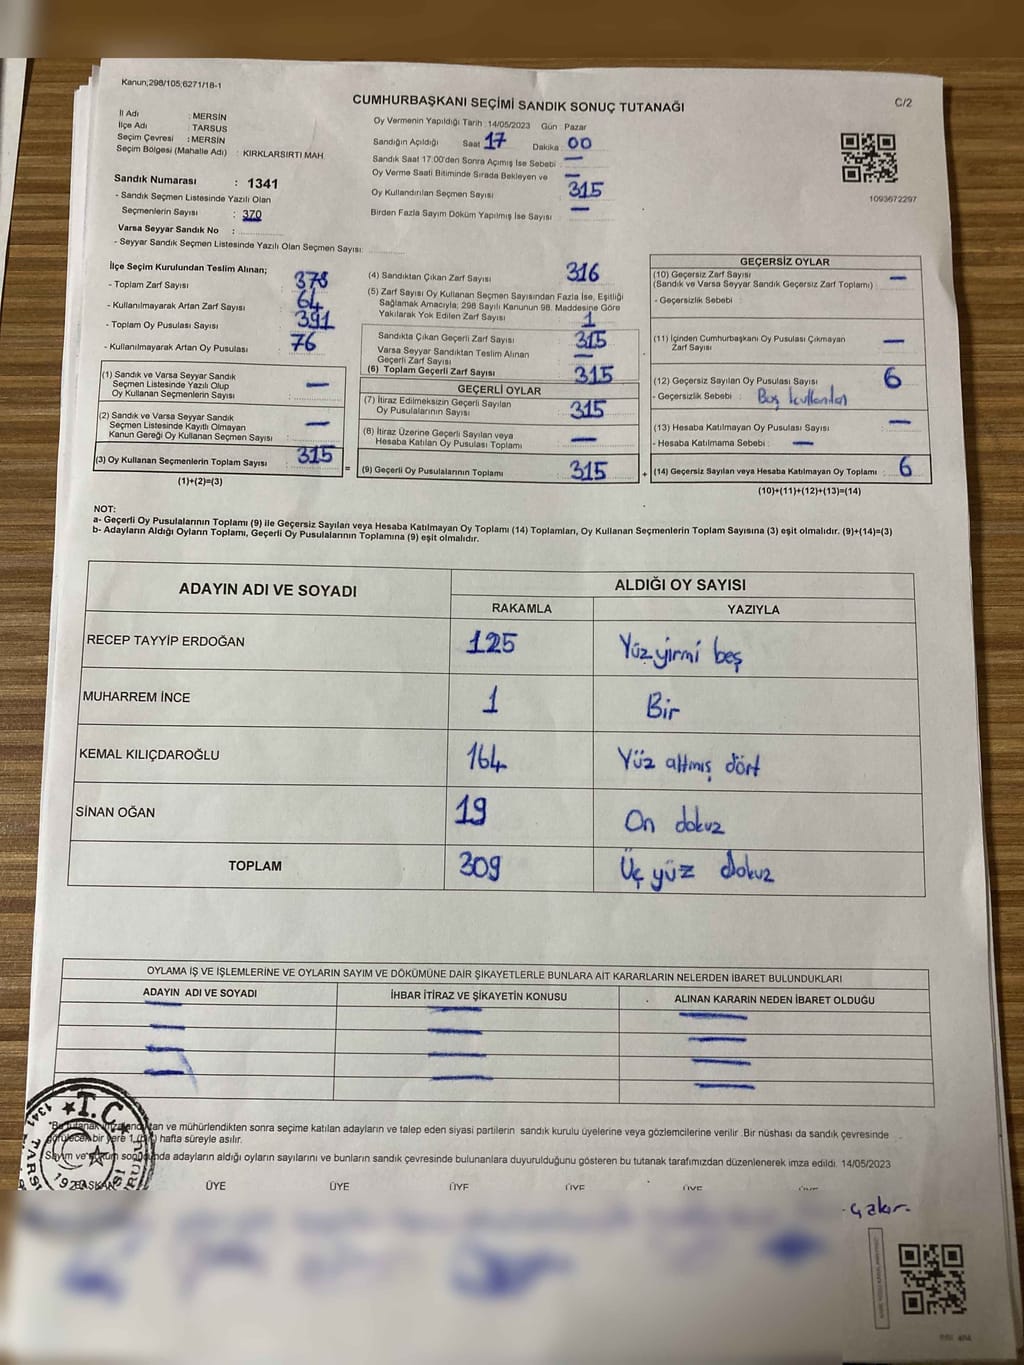 Kanun;298/105;6271/18-1
CUMHURBAŞKANI SEÇİMİ SANDIK SONUÇ TUTANAĞI
C/2
İl Adı : MERSİN
İlçe Adı : TARSUS
Seçim Çevresi : MERSİN
Seçim Bölgesi (Mahalle Adı) : KIRKLARSIRTI MAH
Sandık Numarası : 1341
- Sandık Seçmen Listesinde Yazılı Olan
Seçmenlerin Sayısı : 370
Varsa Seyyar Sandık No :
- Seyyar Sandık Seçmen Listesinde Yazılı Olan Seçmen Sayısı:
Oy Vermenin Yapıldığı Tarih : 14/05/2023 Gün : Pazar
Sandığın Açıldığı Saat 17 Dakika 00
Sandık Saat 17:00'den Sonra Açımış İse Sebebi : —
Oy Verme Saati Bitiminde Sırada Bekleyen ve —
Oy Kullandırılan Seçmen Sayısı 315
Birden Fazla Sayım Döküm Yapılmış İse Sayısı : —
1093672297
İlçe Seçim Kurulundan Teslim Alınan;
- Toplam Zarf Sayısı 378
- Kullanılmayarak Artan Zarf Sayısı 64
- Toplam Oy Pusulası Sayısı 391
- Kullanılmayarak Artan Oy Pusulası 76
(1) Sandık ve Varsa Seyyar Sandık
Seçmen Listesinde Yazılı Olup
Oy Kullanan Seçmenlerin Sayısı : —
(2) Sandık ve Varsa Seyyar Sandık
Seçmen Listesinde Kayıtlı Olmayan
Kanun Gereği Oy Kullanan Seçmen Sayısı : —
(3) Oy Kullanan Seçmenlerin Toplam Sayısı 315
(1)+(2)=(3)
=
(4) Sandıktan Çıkan Zarf Sayısı 316
(5) Zarf Sayısı Oy Kullanan Seçmen Sayısından Fazla İse, Eşitliği
Sağlamak Amacıyla; 298 Sayılı Kanunun 98. Maddesine Göre
Yakılarak Yok Edilen Zarf Sayısı 1
Sandıkta Çıkan Geçerli Zarf Sayısı 315
Varsa Seyyar Sandıktan Teslim Alınan
Geçerli Zarf Sayısı —
(6) Toplam Geçerli Zarf Sayısı 315
GEÇERLİ OYLAR
(7) İtiraz Edilmeksizin Geçerli Sayılan
Oy Pusulalarının Sayısı 315
(8) İtiraz Üzerine Geçerli Sayılan veya
Hesaba Katılan Oy Pusulası Toplamı —
(9) Geçerli Oy Pusulalarının Toplamı 315
+
GEÇERSİZ OYLAR
(10) Geçersiz Zarf Sayısı —
(Sandık ve Varsa Seyyar Sandık Geçersiz Zarf Toplamı) :
- Geçersizlik Sebebi :
(11) İçinden Cumhurbaşkanı Oy Pusulası Çıkmayan
Zarf Sayısı —
(12) Geçersiz Sayılan Oy Pusulası Sayısı 6
- Geçersizlik Sebebi : Boş kullanılan
(13) Hesaba Katılmayan Oy Pusulası Sayısı —
- Hesaba Katılmama Sebebi : —
(14) Geçersiz Sayılan veya Hesaba Katılmayan Oy Toplamı : 6
(10)+(11)+(12)+(13)=(14)
NOT:
a- Geçerli Oy Pusulalarının Toplamı (9) ile Geçersiz Sayılan veya Hesaba Katılmayan Oy Toplamı (14) Toplamları, Oy Kullanan Seçmenlerin Toplam Sayısına (3) eşit olmalıdır. (9)+(14)=(3)
b- Adayların Aldığı Oyların Toplamı, Geçerli Oy Pusulalarının Toplamına (9) eşit olmalıdır.
ADAYIN ADI VE SOYADI ALDIĞI OY SAYISI
RAKAMLA YAZIYLA
RECEP TAYYİP ERDOĞAN 125 Yüz yirmi beş
MUHARREM İNCE 1 Bir
KEMAL KILIÇDAROĞLU 164 Yüz altmış dört
SİNAN OĞAN 19 On dokuz
TOPLAM 309 Üç yüz Dokuz
OYLAMA İŞ VE İŞLEMLERİNE VE OYLARIN SAYIM VE DÖKÜMÜNE DAİR ŞİKAYETLERLE BUNLARA AİT KARARLARIN NELERDEN İBARET BULUNDUKLARI
ADAYIN ADI VE SOYADI İHBAR İTİRAZ VE ŞİKAYETİN KONUSU ALINAN KARARIN NEDEN İBARET OLDUĞU
— — —
— — —
— — —
— — —
T.C.
1341
"Bu tutanak imzalandıktan ve mühürlendikten sonra seçime katılan adayların ve talep eden siyasi partilerin sandık kurulu üyelerine veya gözlemcilerine verilir .Bir nüshası da sandık çevresinde
görülecek bir yere 1 (bir) hafta süreyle asılır.
Sayım ve döküm sonucunda adayların aldığı oyların sayılarını ve bunların sandık çevresinde bulunanlara duyurulduğunu gösteren bu tutanak tarafımızdan düzenlenerek imza edildi. 14/05/2023
BAŞKAN ÜYE ÜYE ÜYE ÜYE ÜYE ÜYE